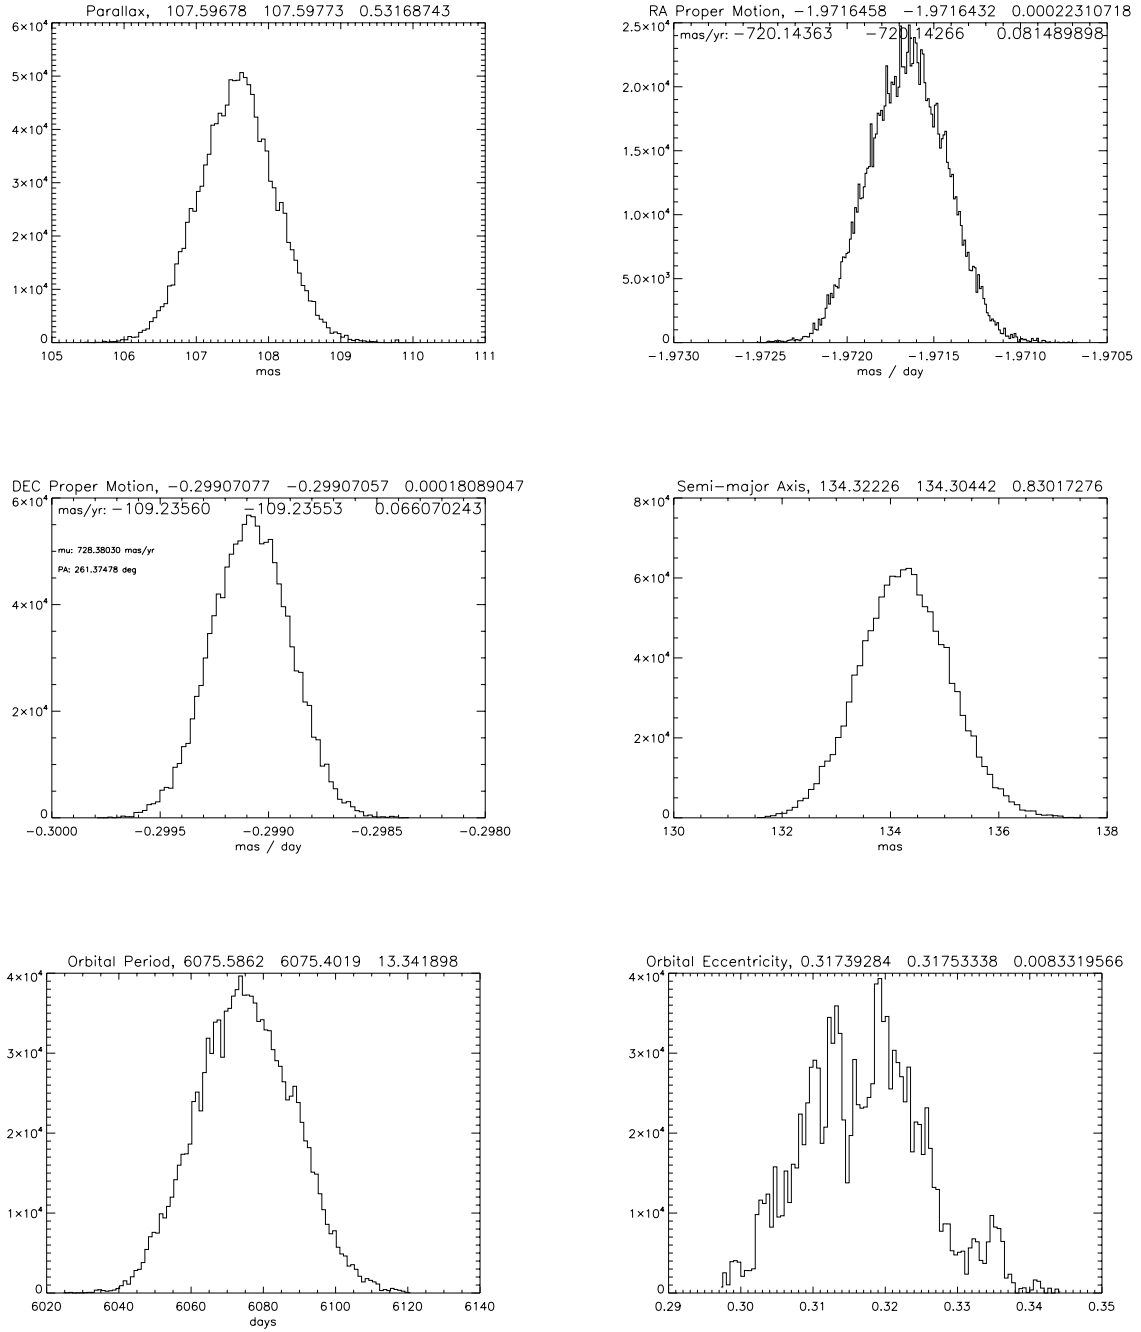 Parallax, 107.59678 107.59773 0.53168743
6×10⁴
5×10⁴
4×10⁴
3×10⁴
2×10⁴
1×10⁴
0
105 106 107 108 109 110 111
mas
RA Proper Motion, −1.9716458 −1.9716432 0.00022310718
mas/yr: −720.14363 −720.14266 0.081489898
2.5×10⁴
2.0×10⁴
1.5×10⁴
1.0×10⁴
5.0×10³
0
−1.9730 −1.9725 −1.9720 −1.9715 −1.9710 −1.9705
mas / day
DEC Proper Motion, −0.29907077 −0.29907057 0.00018089047
mas/yr: −109.23560 −109.23553 0.066070243
mu: 728.38030 mas/yr
PA: 261.37478 deg
6×10⁴
4×10⁴
2×10⁴
0
−0.3000 −0.2995 −0.2990 −0.2985 −0.2980
mas / day
Semi−major Axis, 134.32226 134.30442 0.83017276
8×10⁴
6×10⁴
4×10⁴
2×10⁴
0
130 132 134 136 138
mas
Orbital Period, 6075.5862 6075.4019 13.341898
4×10⁴
3×10⁴
2×10⁴
1×10⁴
0
6020 6040 6060 6080 6100 6120 6140
days
Orbital Eccentricity, 0.31739284 0.31753338 0.0083319566
4×10⁴
3×10⁴
2×10⁴
1×10⁴
0
0.29 0.30 0.31 0.32 0.33 0.34 0.35